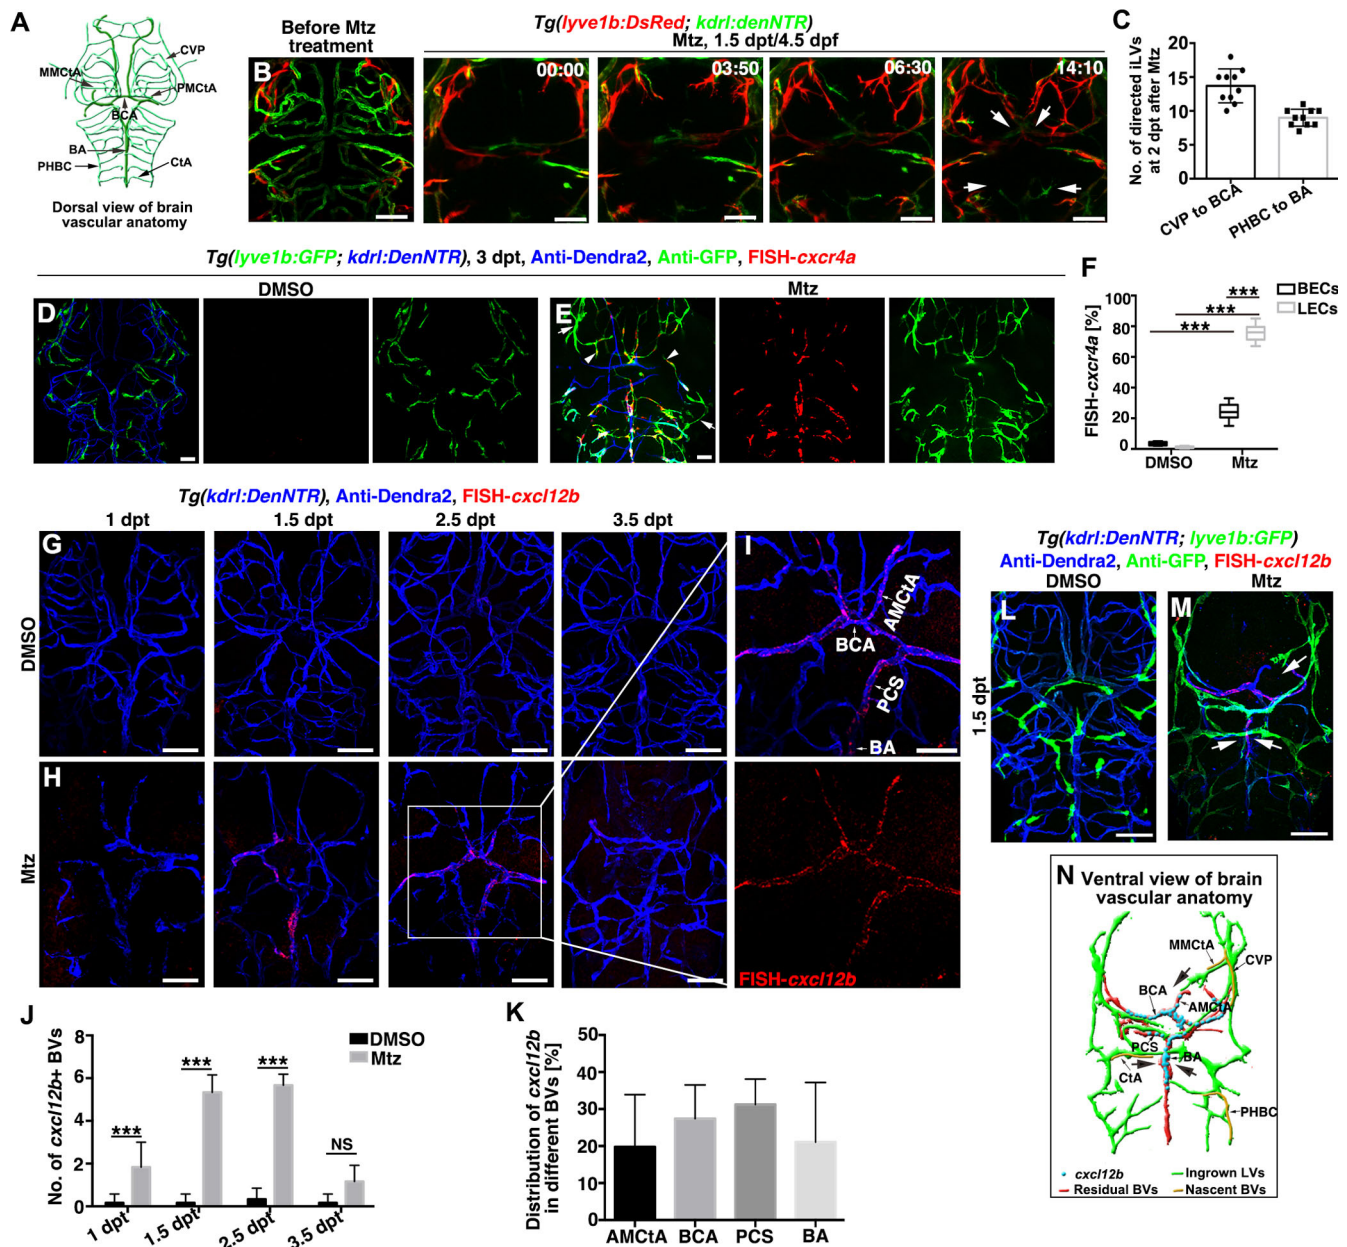 A
CVP
MMCtA
PMCtA
BCA
BA
PHBC
CtA
Dorsal view of brain
vascular anatomy
Before Mtz
treatment
B
Tg(lyve1b:DsRed; kdrl:denNTR)
Mtz, 1.5 dpt/4.5 dpf
00:00
03:50
06:30
14:10
C
No. of directed iLVs
at 2 dpt after Mtz
20
15
10
5
0
CVP to BCA
PHBC to BA
Tg(lyve1b:GFP; kdrl:DenNTR), 3 dpt, Anti-Dendra2, Anti-GFP, FISH-cxcr4a
DMSO
Mtz
D
E
F
BECs
LECs
***
***
***
FISH-cxcr4a [%]
100
80
60
40
20
0
DMSO
Mtz
Tg(kdrl:DenNTR), Anti-Dendra2, FISH-cxcl12b
1 dpt
1.5 dpt
2.5 dpt
3.5 dpt
G
DMSO
H
Mtz
I
AMCtA
BCA
PCS
BA
FISH-cxcl12b
Tg(kdrl:DenNTR; lyve1b:GFP)
Anti-Dendra2, Anti-GFP, FISH-cxcl12b
DMSO
Mtz
1.5 dpt
L
M
N
Ventral view of brain
vascular anatomy
MMCtA
CVP
BCA
AMCtA
PCS
BA
CtA
PHBC
cxcl12b
Ingrown LVs
Residual BVs
Nascent BVs
J
No. of cxcl12b+ BVs
8
6
4
2
0
DMSO
Mtz
***
***
***
NS
1 dpt
1.5 dpt
2.5 dpt
3.5 dpt
K
Distribution of cxcl12b
in different BVs [%]
50
40
30
20
10
0
AMCtA
BCA
PCS
BA